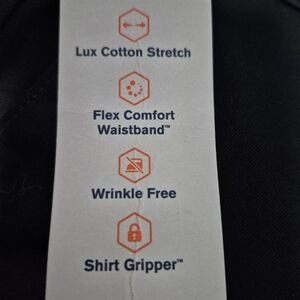 Lux Cotton Stretch
Flex Comfort
Waistband™
Wrinkle Free
Shirt Gripper™